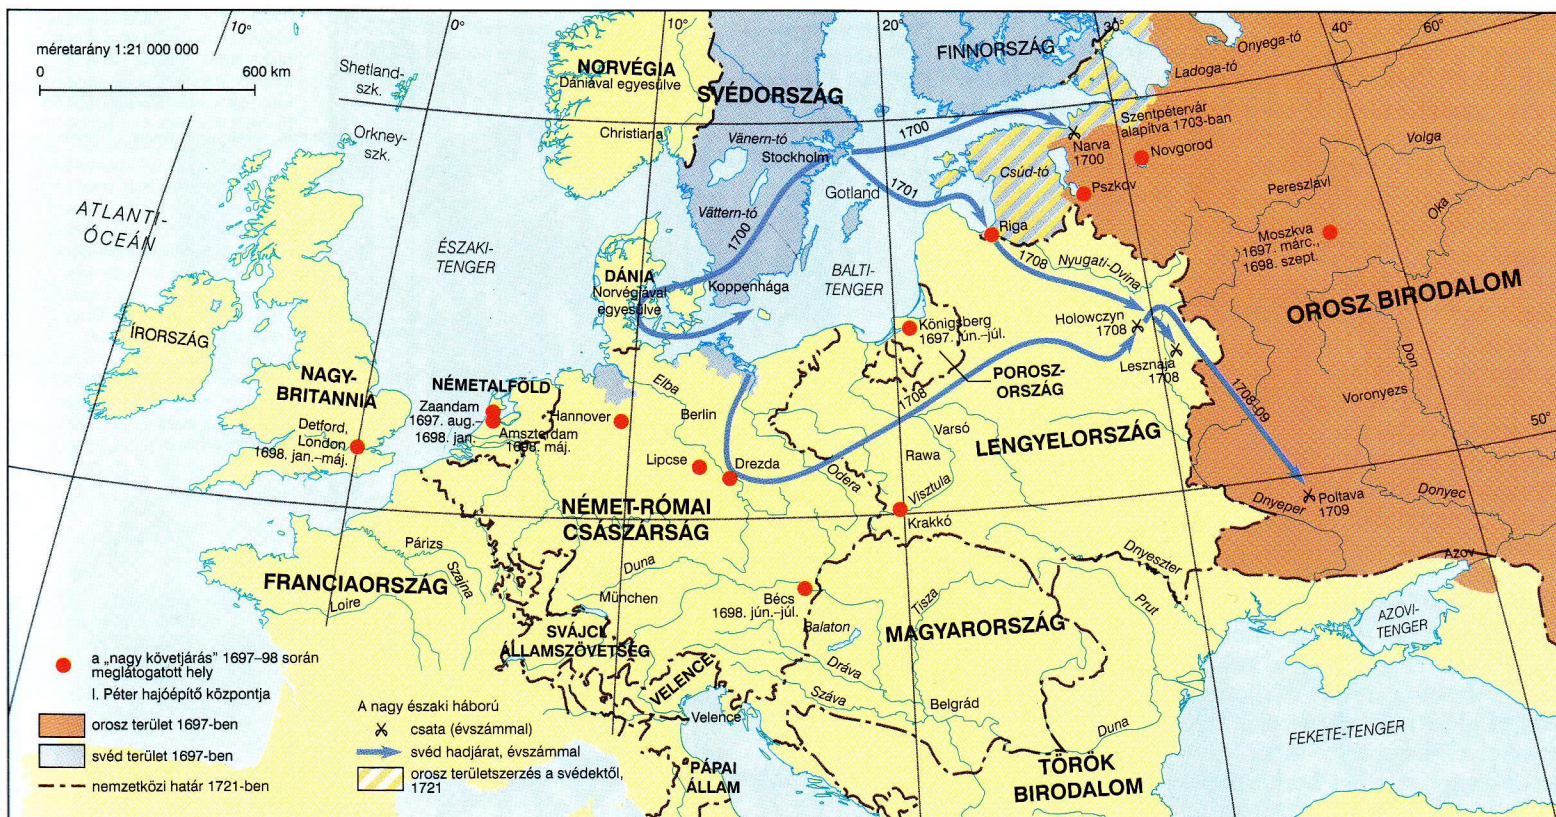 10°
0°
10°
20°
30°
40°
60°
méretarány 1:21 000 000
0
600 km
Shetland-
szk.
Orkney-
szk.
NORVÉGIA
Dániával egyesülve
Christiana
SVÉDORSZÁG
FINNORSZÁG
Onyega-tó
Ladoga-tó
Szentpétervár
alapítva 1703-ban
Narva
1700
Novgorod
Volga
Vänern-tó
Stockholm
1700
1701
Csúd-tó
Pszkov
Pereszlavl
Oka
Vättern-tó
Gotland
1700
Riga
Moszkva
1697. márc.,
1698. szept.
ATLANTI-
ÓCEÁN
ÉSZAKI-
TENGER
DÁNIA
Norvégiával
egyesülve
Koppenhága
BALTI-
TENGER
1708
Nyugati-Dvina
OROSZ BIRODALOM
ÍRORSZÁG
Königsberg
1697. jún.–júl.
Holowczyn
1708
Lesznaja
1708
Don
NAGY-
BRITANNIA
NÉMETALFÖLD
Elba
POROSZ-
ORSZÁG
1708
1708-09
Voronyezs
Zaandam
1697. aug.–
1698. jan.
Amszterdam
1698. máj.
Hannover
Berlin
Detford,
London
1698. jan.–máj.
50°
Varsó
LENGYELORSZÁG
Rawa
Lipcse
Drezda
Odera
Visztula
Krakkó
Dnyeper
Poltava
1709
Donyec
NÉMET-RÓMAI
CSÁSZÁRSÁG
Párizs
Szajna
FRANCIAORSZÁG
Loire
Duna
München
Bécs
1698. jún.–júl.
Dnyeszter
Azov
Tisza
Prut
Balaton
MAGYARORSZÁG
AZOVI-
TENGER
SVÁJCI
ÁLLAMSZÖVETSÉG
VELENCE
Dráva
Száva
Belgrád
Velence
Duna
FEKETE-TENGER
PÁPAI
ÁLLAM
TÖRÖK
BIRODALOM
a „nagy követjárás" 1697–98 során
meglátogatott hely
I. Péter hajóépítő központja
orosz terület 1697-ben
svéd terület 1697-ben
nemzetközi határ 1721-ben
A nagy északi háború
csata (évszámmal)
svéd hadjárat, évszámmal
orosz területszerzés a svédektől,
1721